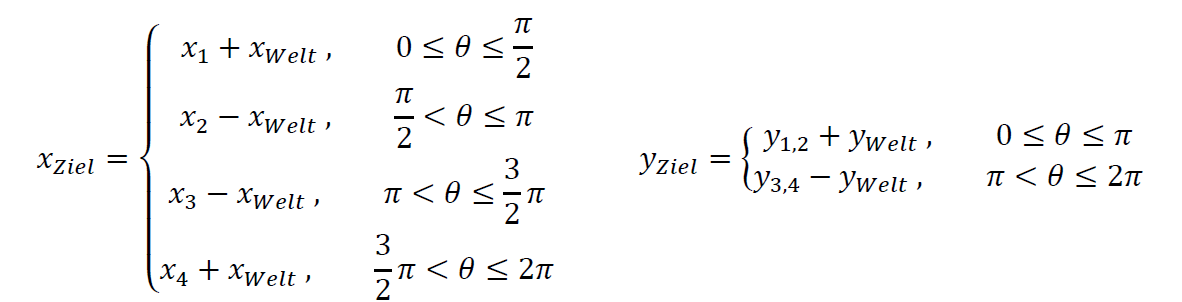 x_Ziel = { x_1 + x_Welt , 0 ≤ θ ≤ π/2
x_2 − x_Welt , π/2 < θ ≤ π
x_3 − x_Welt , π < θ ≤ 3/2 π
x_4 + x_Welt , 3/2 π < θ ≤ 2π
y_Ziel = { y_1,2 + y_Welt , 0 ≤ θ ≤ π
y_3,4 − y_Welt , π < θ ≤ 2π